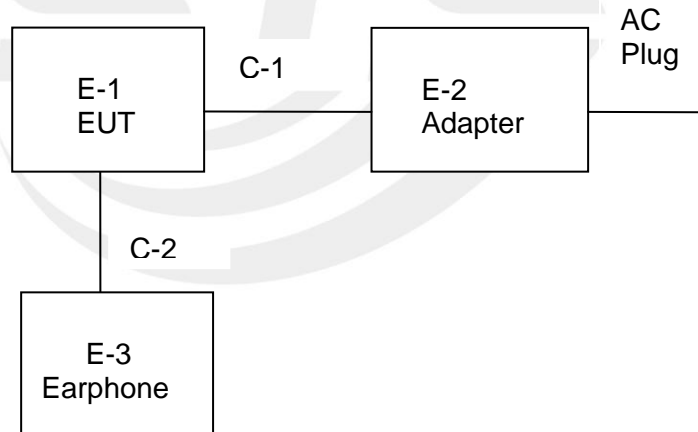 AC
Plug
C-1
E-1
EUT
E-2
Adapter
C-2
E-3
Earphone